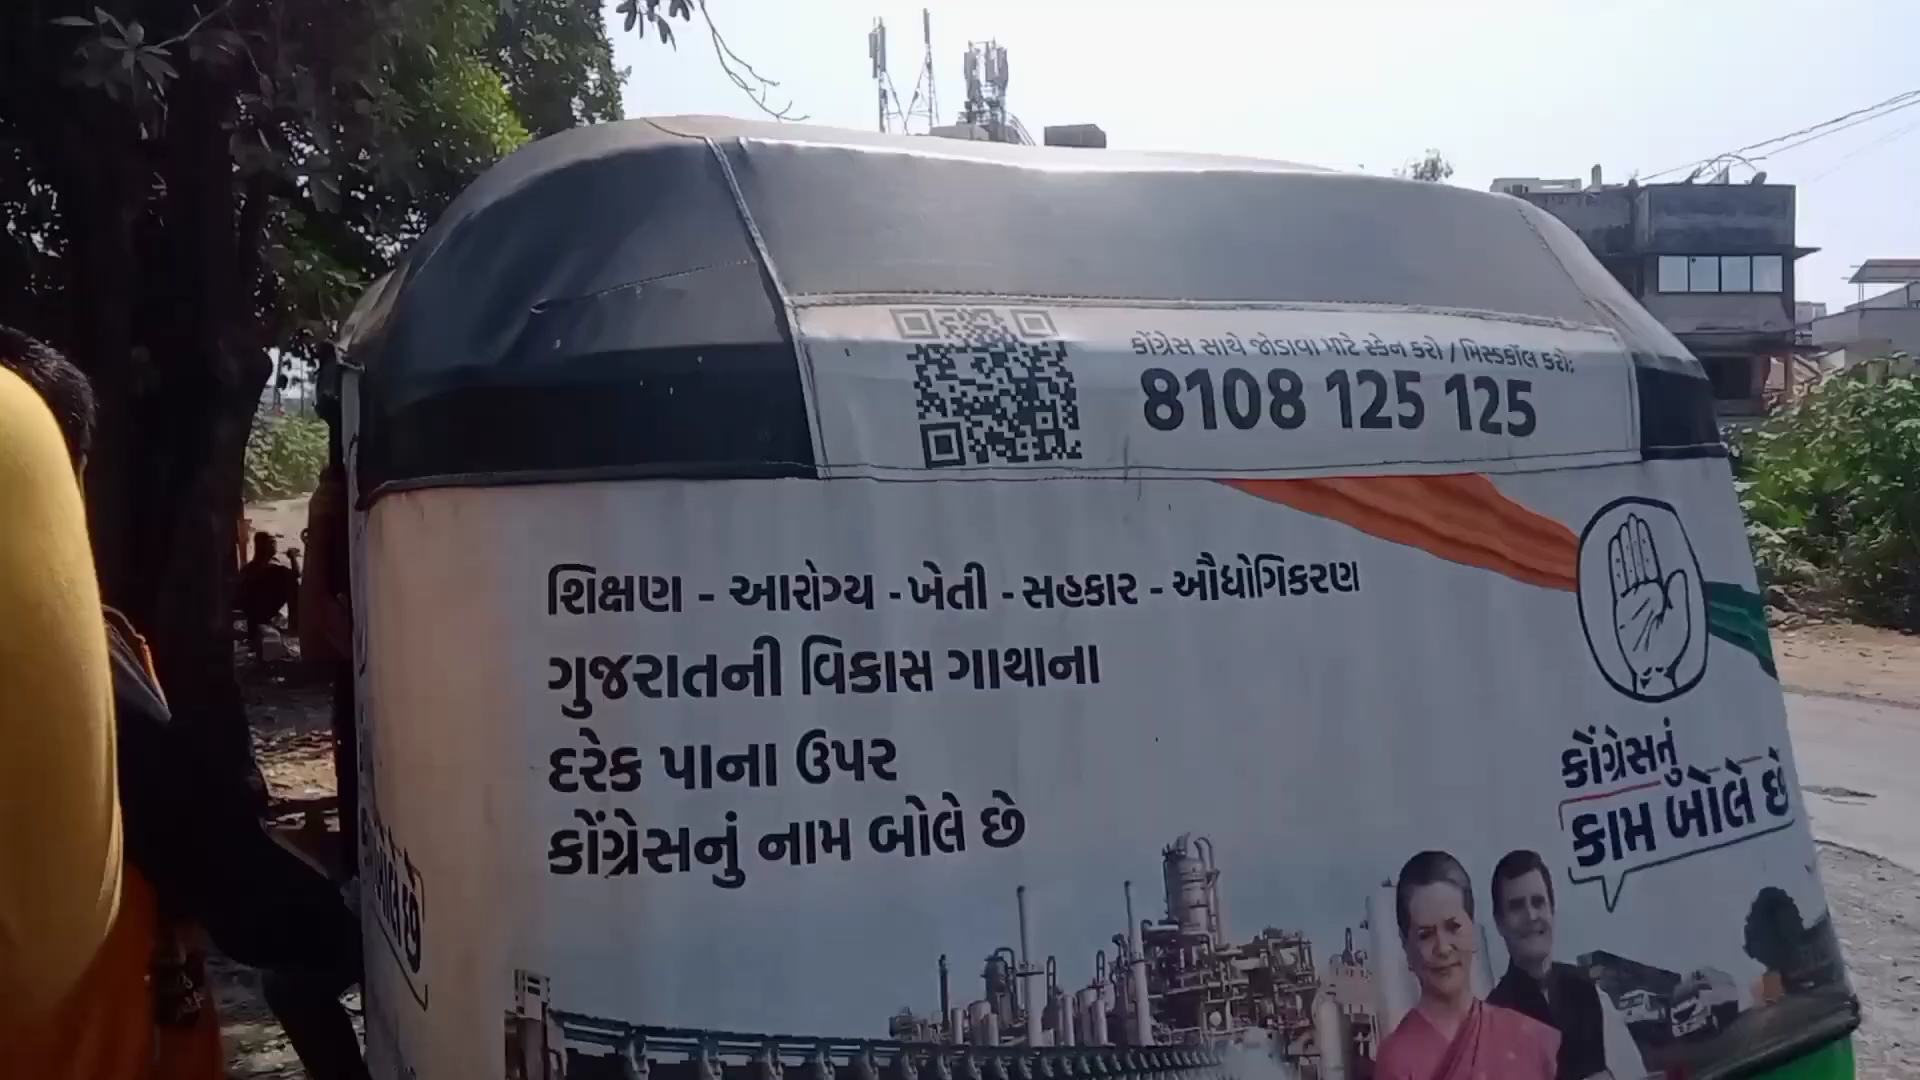 કોંગ્રેસ સાથે જોડાવા માટે સ્કેન કરો / મિસ્ડકૉલ કરો:
8108 125 125
શિક્ષણ - આરોગ્ય - ખેતી - સહકાર - ઔદ્યોગિકરણ
ગુજરાતની વિકાસ ગાથાના
દરેક પાના ઉપર
કોંગ્રેસનું નામ બોલે છે
કોંગ્રેસનું
કામ બોલે છે